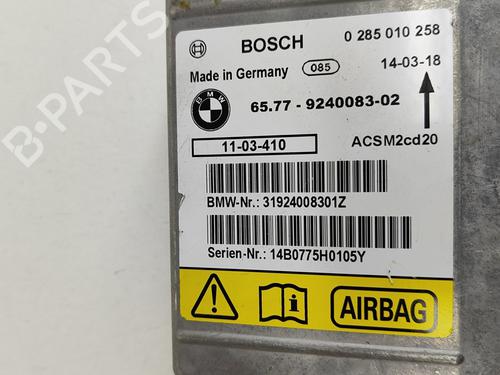 BOSCH 0 285 010 258
Made in Germany 085 14-03-18
BMW 65.77 - 9240083-02
11-03-410 ACSM2cd20
BMW-Nr.: 31924008301Z
Serien-Nr.: 14B0775H0105Y
AIRBAG
B-PARTS